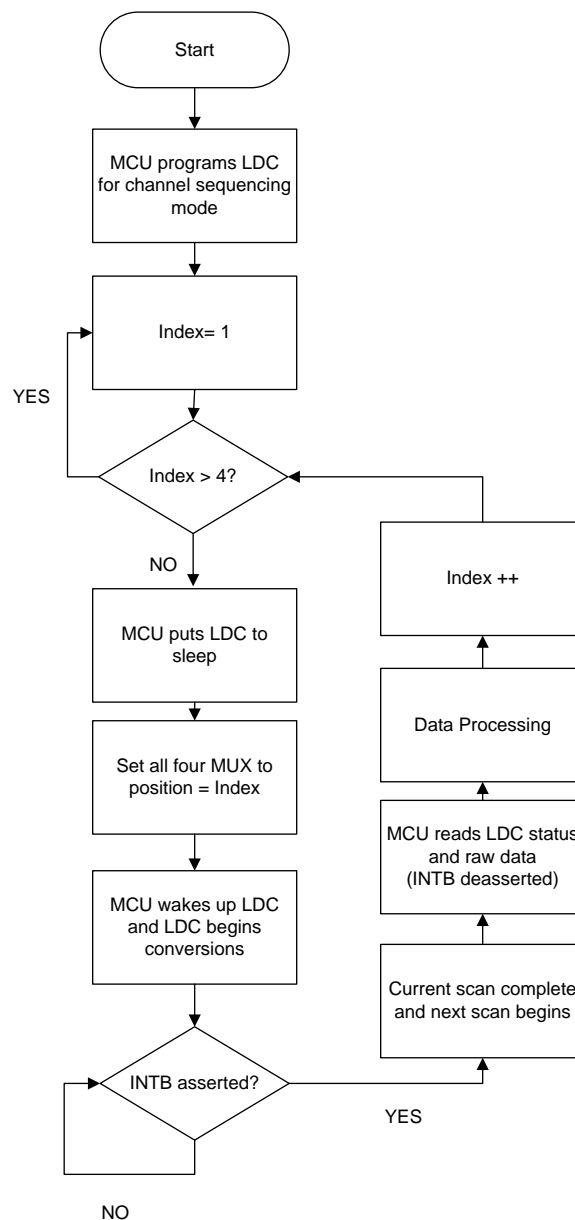 Start
MCU programs LDC
for channel sequencing
mode
Index= 1
YES
Index > 4?
NO
MCU puts LDC to
sleep
Set all four MUX to
position = Index
MCU wakes up LDC
and LDC begins
conversions
INTB asserted?
NO
YES
Current scan complete
and next scan begins
MCU reads LDC status
and raw data
(INTB deasserted)
Data Processing
Index ++